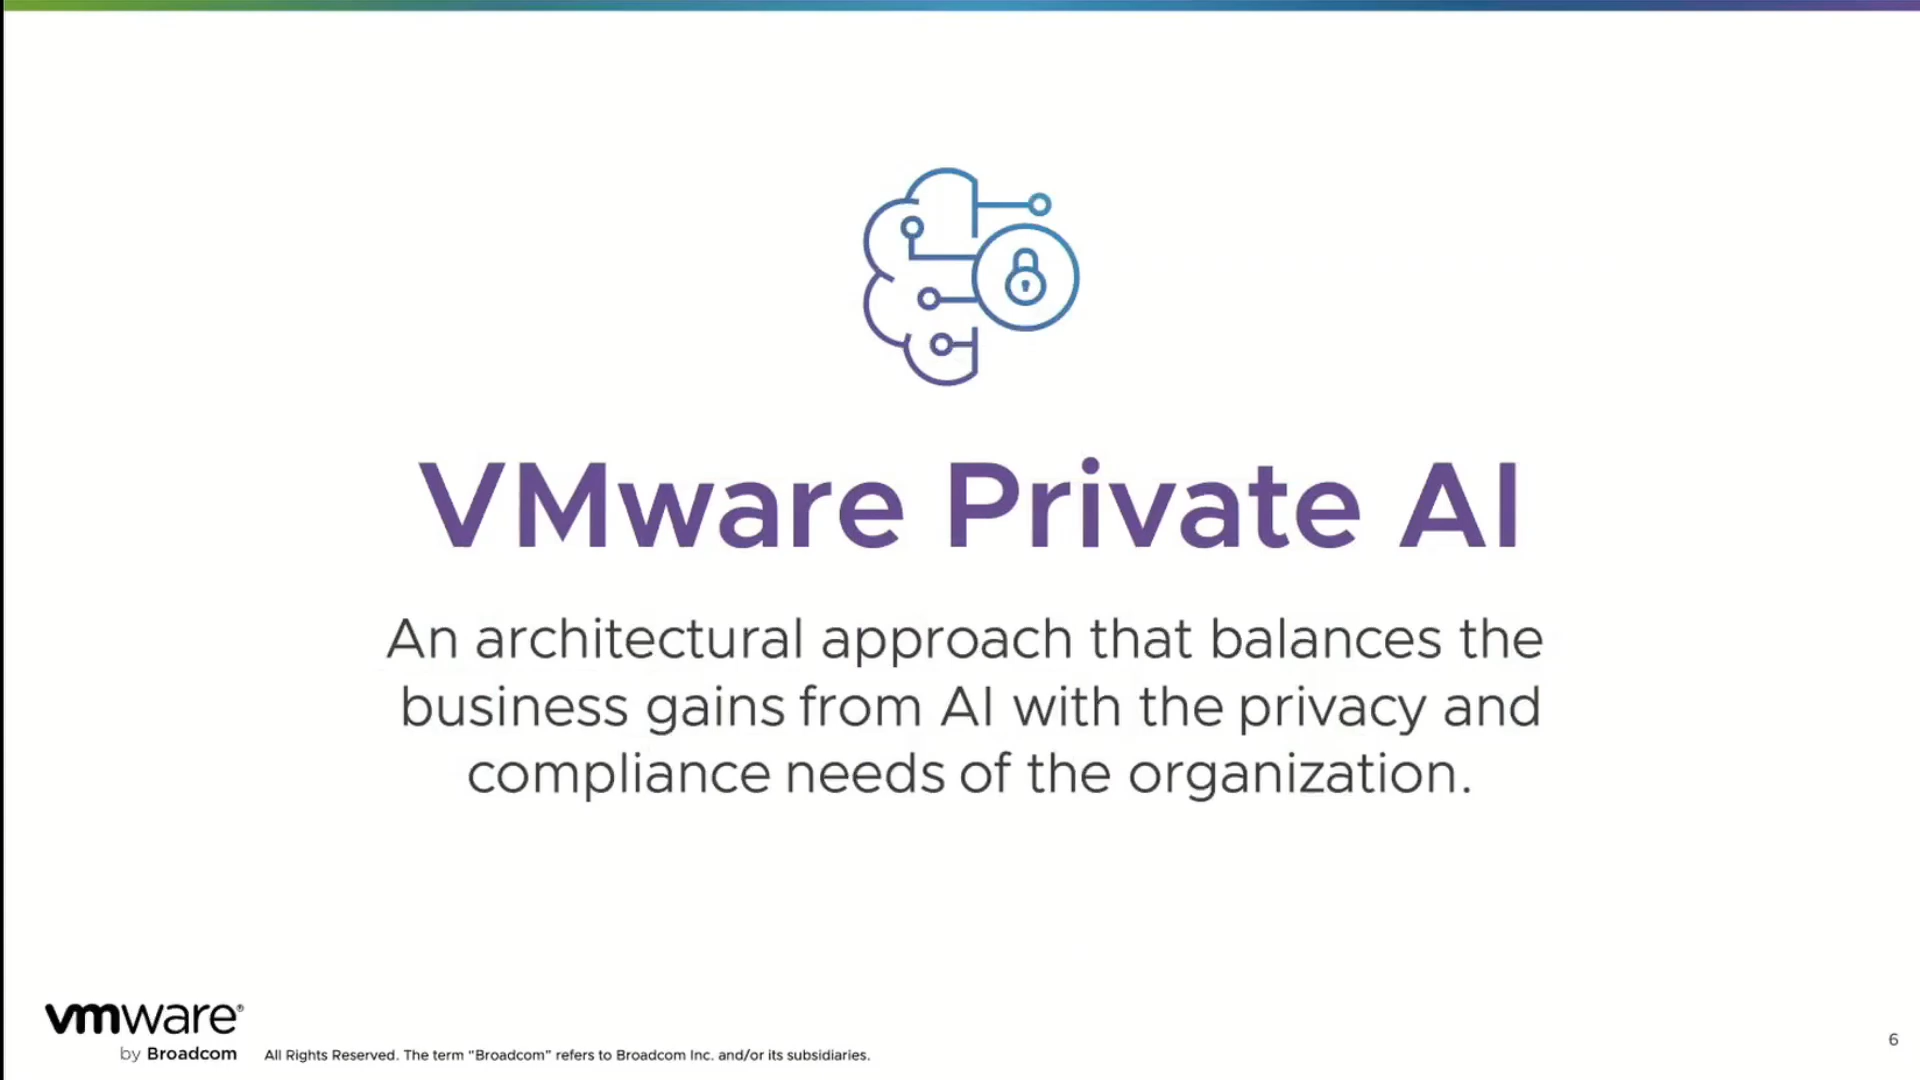 VMware Private AI
An architectural approach that balances the
business gains from AI with the privacy and
compliance needs of the organization.
vmware®
by Broadcom
All Rights Reserved. The term “Broadcom” refers to Broadcom Inc. and/or its subsidiaries.
6